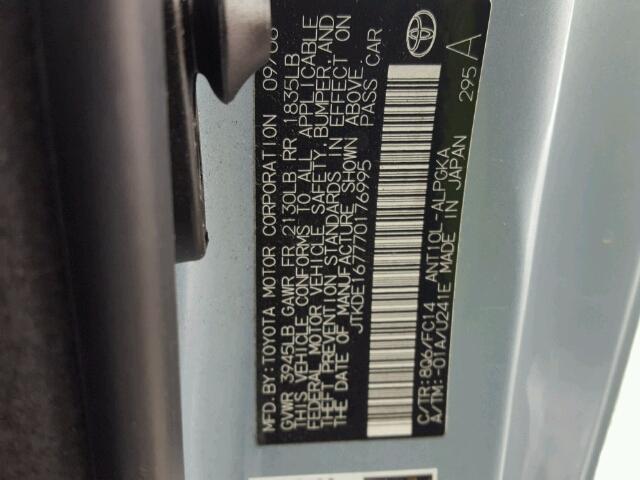 MFD.BY:TOYOTA MOTOR CORPORATION 09/06
GVWR 3945LB GAWR FR 2130LB RR 1835LB
THIS VEHICLE CONFORMS TO ALL APPLICABLE
FEDERAL MOTOR VEHICLE SAFETY, BUMPER, AND
THEFT PREVENTION STANDARDS IN EFFECT ON
THE DATE OF MANUFACTURE SHOWN ABOVE.
JTKDE167770176995 PASS CAR
C/TR:8Q6/FC14 ANT10L-ALPGKA
A/TM:-01A/U241E MADE IN JAPAN 295 A